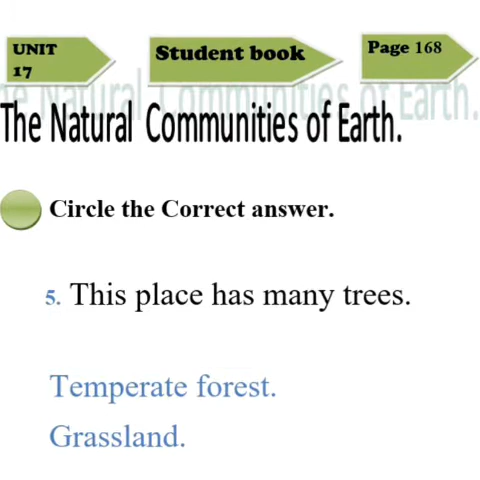 UNIT
17
Student book
Page 168
The Natural Communities of Earth.
Circle the Correct answer.
5. This place has many trees.
Temperate forest.
Grassland.